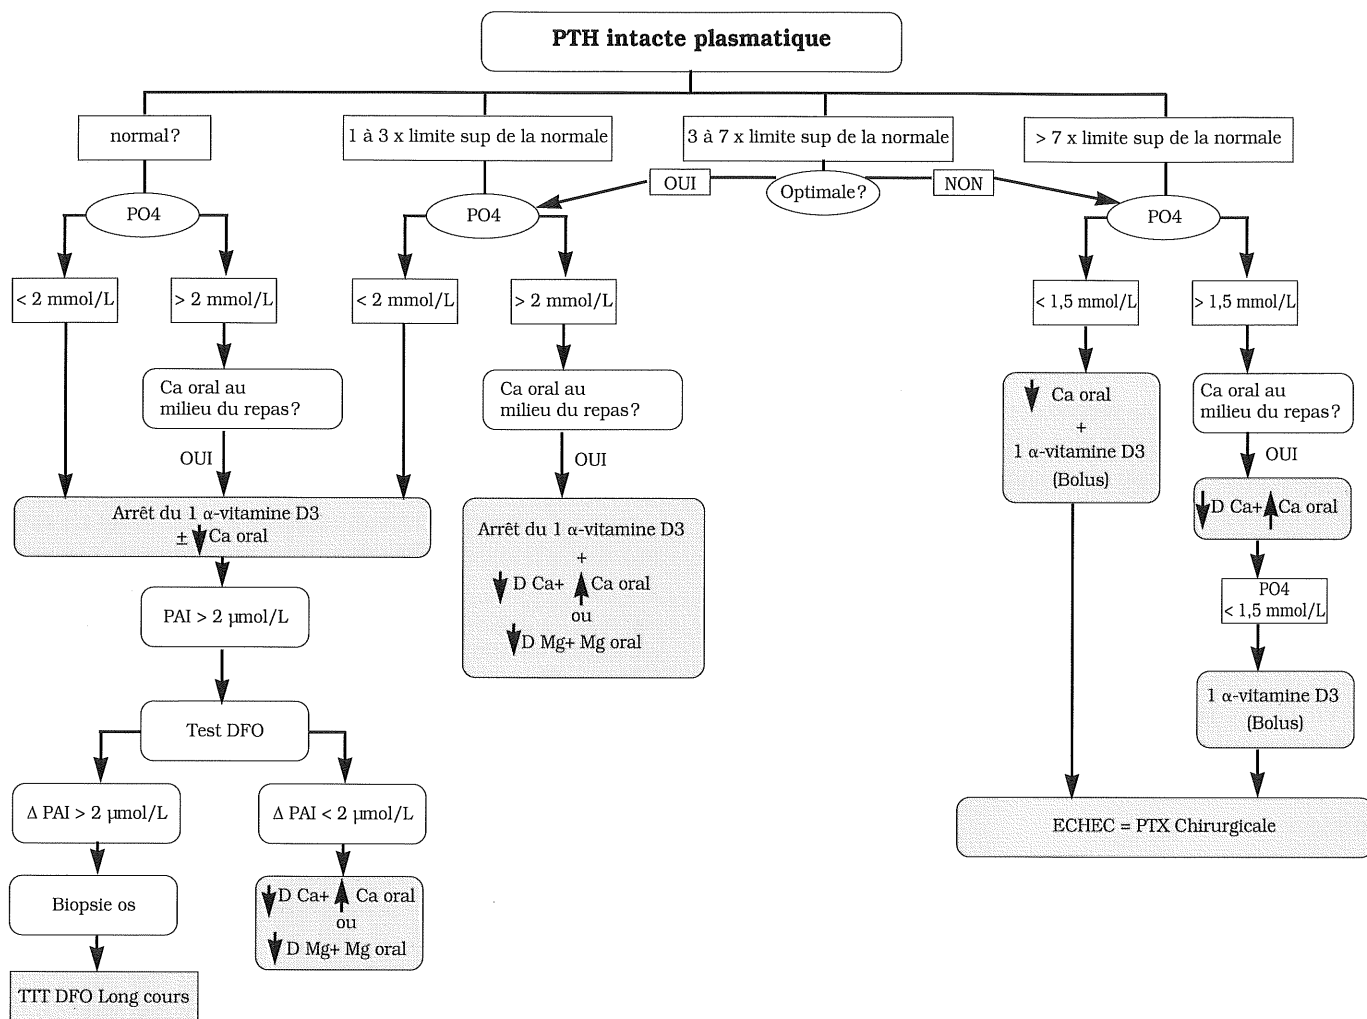 PTH intacte plasmatique
normal?
1 à 3 x limite sup de la normale
3 à 7 x limite sup de la normale
> 7 x limite sup de la normale
OUI
Optimale?
NON
PO4
PO4
PO4
< 2 mmol/L
> 2 mmol/L
< 2 mmol/L
> 2 mmol/L
< 1,5 mmol/L
> 1,5 mmol/L
Ca oral au
milieu du repas?
OUI
Ca oral au
milieu du repas?
OUI
Ca oral
+
1 α-vitamine D3
(Bolus)
Ca oral au
milieu du repas?
OUI
Arrêt du 1 α-vitamine D3
± Ca oral
Arrêt du 1 α-vitamine D3
+
D Ca+ Ca oral
ou
D Mg+ Mg oral
D Ca+ Ca oral
PO4
< 1,5 mmol/L
1 α-vitamine D3
(Bolus)
PAI > 2 µmol/L
Test DFO
Δ PAI > 2 µmol/L
Δ PAI < 2 µmol/L
ECHEC = PTX Chirurgicale
Biopsie os
D Ca+ Ca oral
ou
D Mg+ Mg oral
TTT DFO Long cours